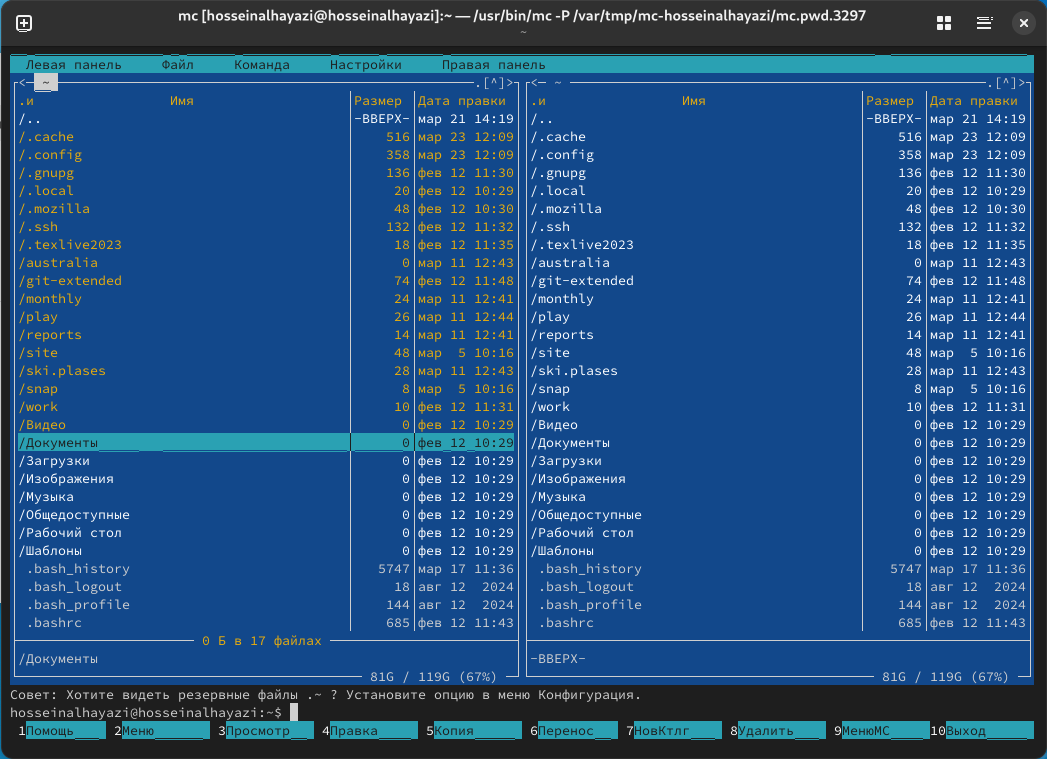 mc [hosseinalhayazi@hosseinalhayazi]:~ — /usr/bin/mc -P /var/tmp/mc-hosseinalhayazi/mc.pwd.3297
~
Левая панель Файл Команда Настройки Правая панель
<─ ~ ─.[^]> <─ ~ ─.[^]>
.и Имя Размер Дата правки .и Имя Размер Дата правки
/.. -ВВЕРХ- мар 21 14:19 /.. -ВВЕРХ- мар 21 14:19
/.cache 516 мар 23 12:09 /.cache 516 мар 23 12:09
/.config 358 мар 23 12:09 /.config 358 мар 23 12:09
/.gnupg 136 фев 12 11:30 /.gnupg 136 фев 12 11:30
/.local 20 фев 12 10:29 /.local 20 фев 12 10:29
/.mozilla 48 фев 12 10:30 /.mozilla 48 фев 12 10:30
/.ssh 132 фев 12 11:32 /.ssh 132 фев 12 11:32
/.texlive2023 18 фев 12 11:35 /.texlive2023 18 фев 12 11:35
/australia 0 мар 11 12:43 /australia 0 мар 11 12:43
/git-extended 74 фев 12 11:48 /git-extended 74 фев 12 11:48
/monthly 24 мар 11 12:41 /monthly 24 мар 11 12:41
/play 26 мар 11 12:44 /play 26 мар 11 12:44
/reports 14 мар 11 12:41 /reports 14 мар 11 12:41
/site 48 мар 5 10:16 /site 48 мар 5 10:16
/ski.plases 28 мар 11 12:43 /ski.plases 28 мар 11 12:43
/snap 8 мар 5 10:16 /snap 8 мар 5 10:16
/work 10 фев 12 11:31 /work 10 фев 12 11:31
/Видео 0 фев 12 10:29 /Видео 0 фев 12 10:29
/Документы 0 фев 12 10:29 /Документы 0 фев 12 10:29
/Загрузки 0 фев 12 10:29 /Загрузки 0 фев 12 10:29
/Изображения 0 фев 12 10:29 /Изображения 0 фев 12 10:29
/Музыка 0 фев 12 10:29 /Музыка 0 фев 12 10:29
/Общедоступные 0 фев 12 10:29 /Общедоступные 0 фев 12 10:29
/Рабочий стол 0 фев 12 10:29 /Рабочий стол 0 фев 12 10:29
/Шаблоны 0 фев 12 10:29 /Шаблоны 0 фев 12 10:29
.bash_history 5747 мар 17 11:36 .bash_history 5747 мар 17 11:36
.bash_logout 18 авг 12 2024 .bash_logout 18 авг 12 2024
.bash_profile 144 авг 12 2024 .bash_profile 144 авг 12 2024
.bashrc 685 фев 12 11:43 .bashrc 685 фев 12 11:43
0 Б в 17 файлах
/Документы -ВВЕРХ-
81G / 119G (67%) 81G / 119G (67%)
Совет: Хотите видеть резервные файлы .~ ? Установите опцию в меню Конфигурация.
hosseinalhayazi@hosseinalhayazi:~$
1Помощь 2Меню 3Просмотр 4Правка 5Копия 6Перенос 7НовКтлг 8Удалить 9МенюMC 10Выход